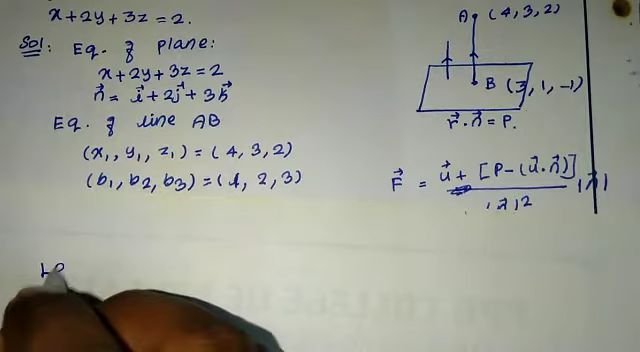 x+2y+3z=2.
Sol: Eq. of plane:
x+2y+3z=2
n⃗ = i⃗ + 2j⃗ + 3k⃗
Eq. of line AB
(x₁, y₁, z₁) = (4, 3, 2)
(b₁, b₂, b₃) = (1, 2, 3)
A (4, 3, 2)
B (3, 1, -1)
r⃗ . n⃗ = P.
F⃗ = u⃗ + [P-(u⃗.n⃗)] n⃗
|n⃗|²